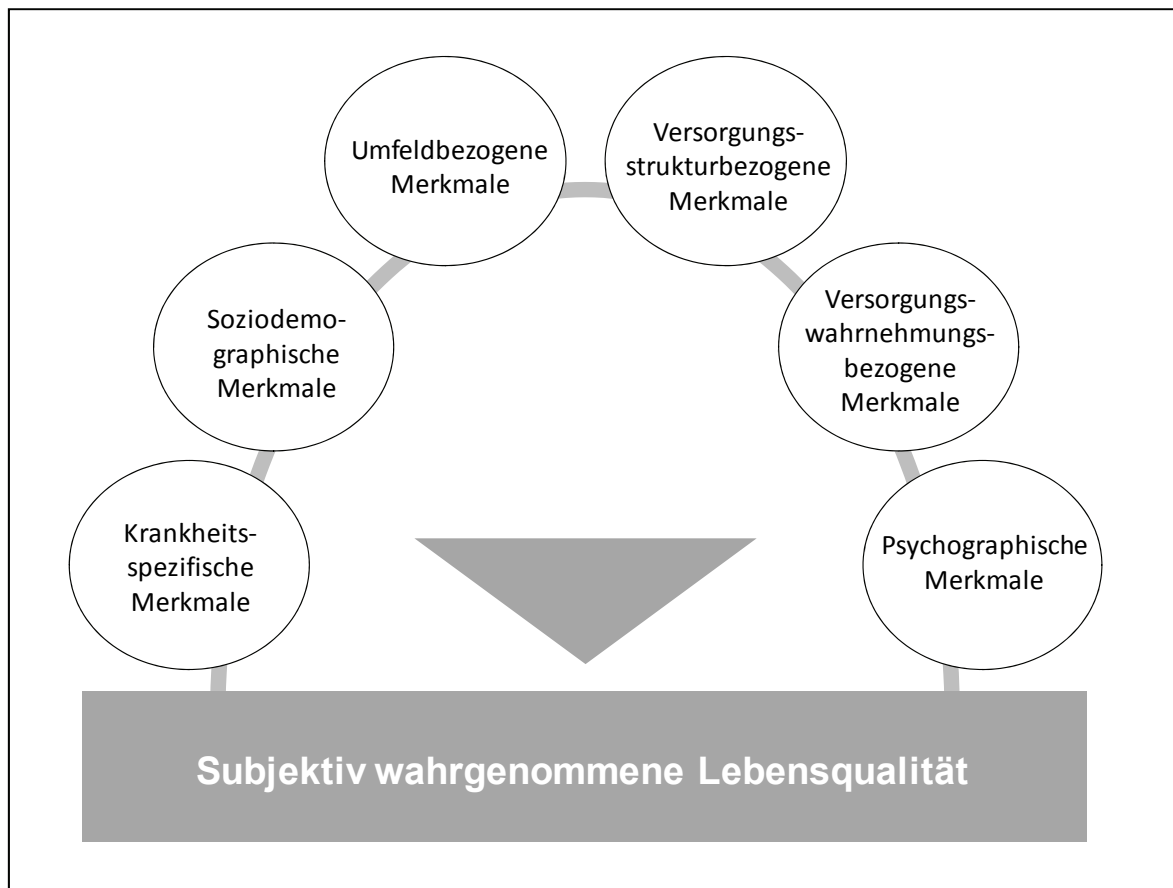 Umfeldbezogene
Merkmale
Versorgungs-
strukturbezogene
Merkmale
Soziodemo-
graphische
Merkmale
Versorgungs-
wahrnehmungs-
bezogene
Merkmale
Krankheits-
spezifische
Merkmale
Psychographische
Merkmale
Subjektiv wahrgenommene Lebensqualität